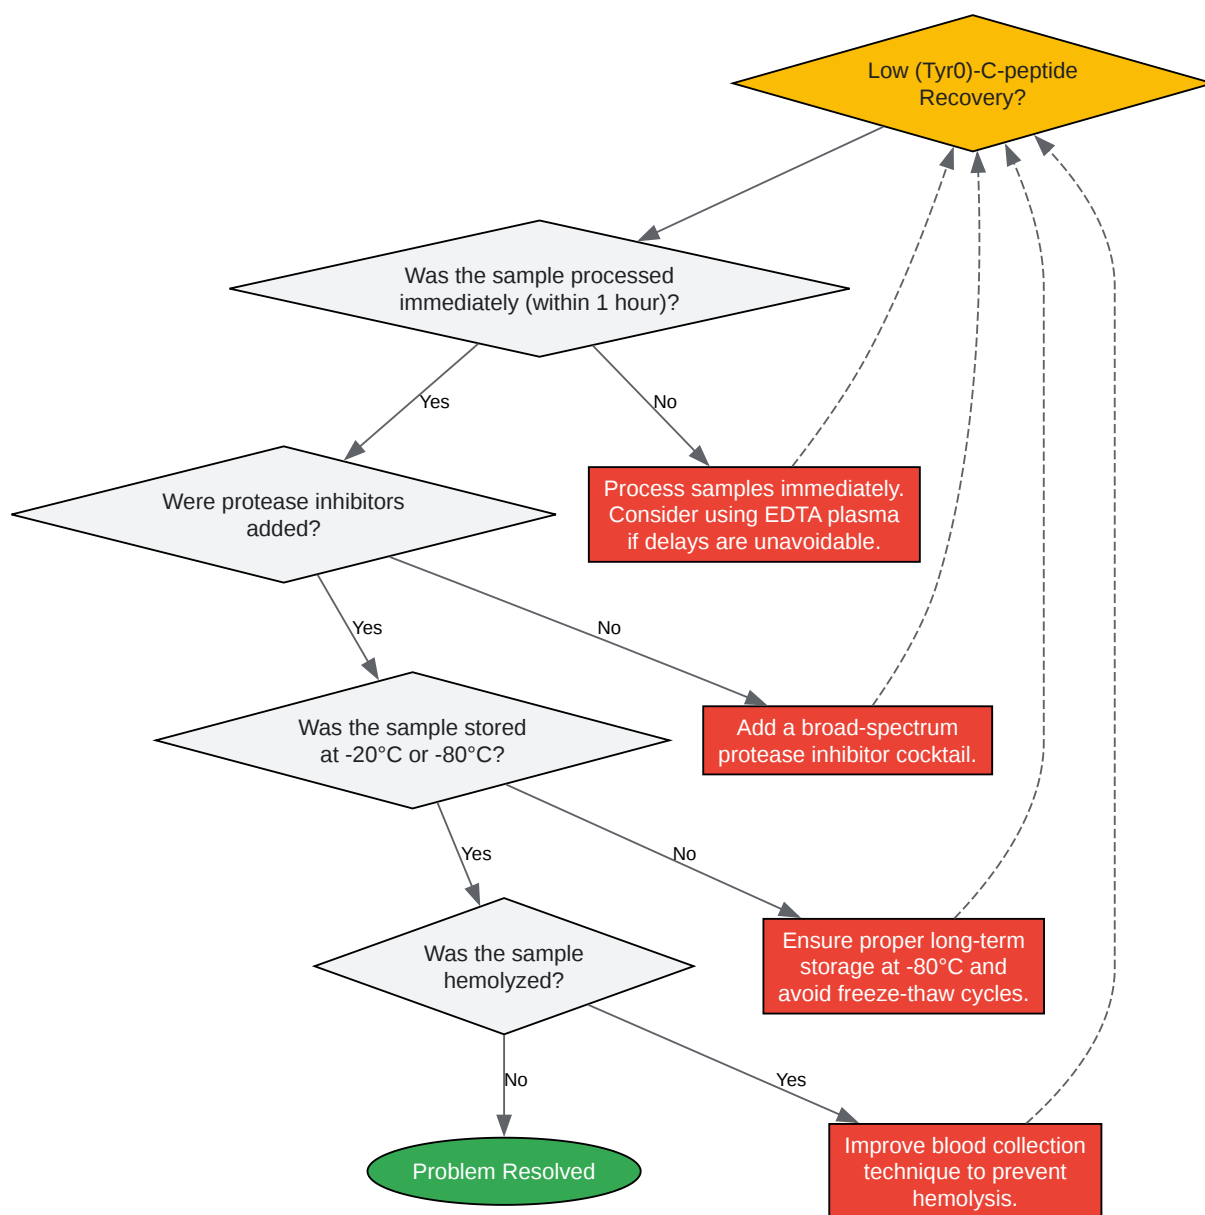 Low (Tyr0)-C-peptide
Recovery?
Was the sample processed
immediately (within 1 hour)?
Yes
No
Were protease inhibitors
added?
Process samples immediately.
Consider using EDTA plasma
if delays are unavoidable.
Yes
No
Was the sample stored
at -20°C or -80°C?
Add a broad-spectrum
protease inhibitor cocktail.
Yes
No
Was the sample
hemolyzed?
Ensure proper long-term
storage at -80°C and
avoid freeze-thaw cycles.
No
Yes
Problem Resolved
Improve blood collection
technique to prevent
hemolysis.